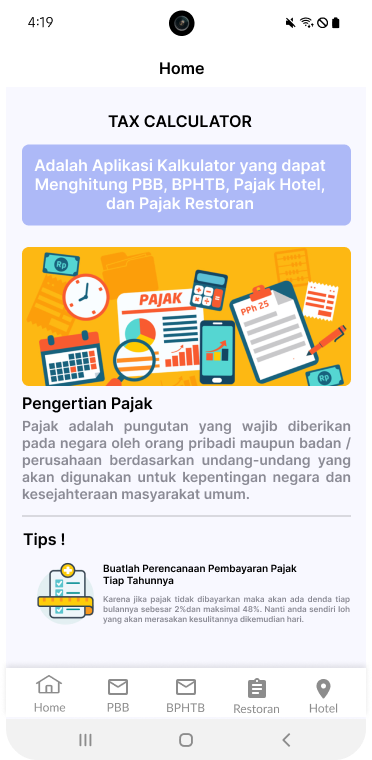 4:19
Home
TAX CALCULATOR
Adalah Aplikasi Kalkulator yang dapat
Menghitung PBB, BPHTB, Pajak Hotel,
dan Pajak Restoran
Rp
PAJAK
PPh 25
Rp
Pengertian Pajak
Pajak adalah pungutan yang wajib diberikan
pada negara oleh orang pribadi maupun badan /
perusahaan berdasarkan undang-undang yang
akan digunakan untuk kepentingan negara dan
kesejahteraan masyarakat umum.
Tips !
Buatlah Perencanaan Pembayaran Pajak
Tiap Tahunnya
Karena jika pajak tidak dibayarkan maka akan ada denda tiap
bulannya sebesar 2%dan maksimal 48%. Nanti anda sendiri loh
yang akan merasakan kesulitannya dikemudian hari.
Home
PBB
BPHTB
Restoran
Hotel